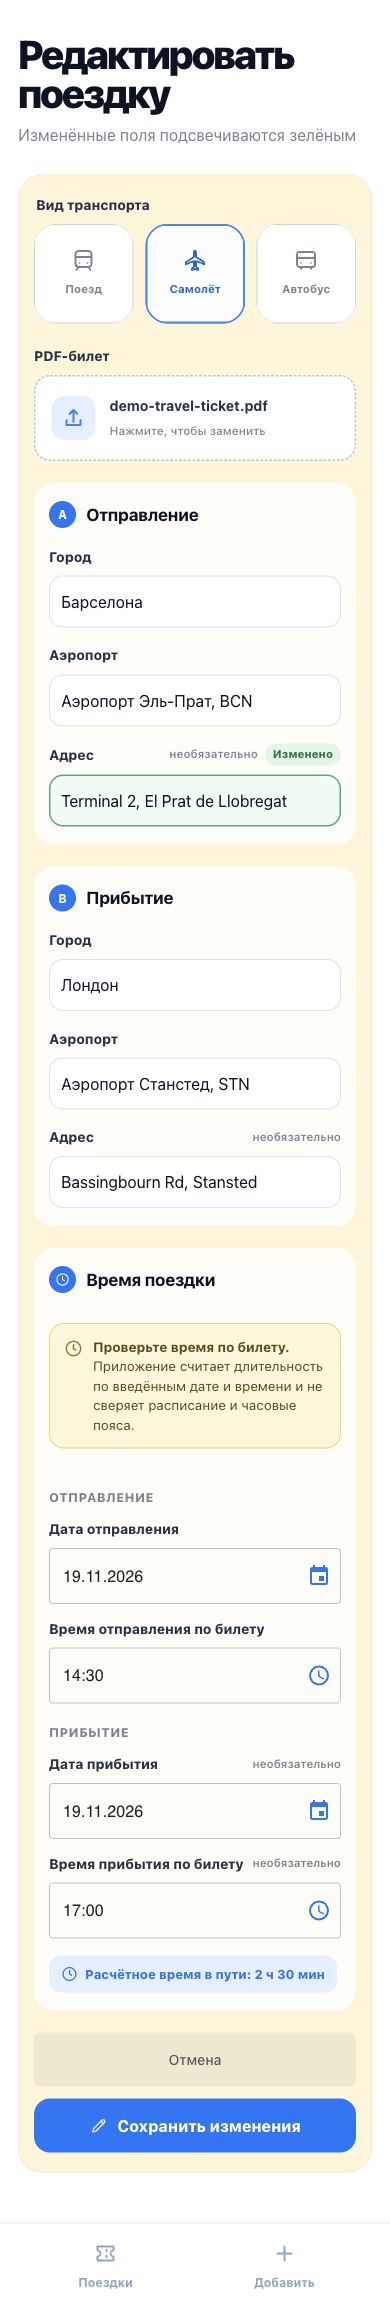 Редактировать
поездку
Изменённые поля подсвечиваются зелёным
Вид транспорта
Поезд
Самолёт
Автобус
PDF-билет
demo-travel-ticket.pdf
Нажмите, чтобы заменить
A
Отправление
Город
Барселона
Аэропорт
Аэропорт Эль-Прат, BCN
Адрес необязательно Изменено
Terminal 2, El Prat de Llobregat
B
Прибытие
Город
Лондон
Аэропорт
Аэропорт Станстед, STN
Адрес необязательно
Bassingbourn Rd, Stansted
Время поездки
Проверьте время по билету.
Приложение считает длительность
по введённым дате и времени и не
сверяет расписание и часовые
пояса.
ОТПРАВЛЕНИЕ
Дата отправления
19.11.2026
Время отправления по билету
14:30
ПРИБЫТИЕ
Дата прибытия необязательно
19.11.2026
Время прибытия по билету необязательно
17:00
Расчётное время в пути: 2 ч 30 мин
Отмена
Сохранить изменения
Поездки
Добавить